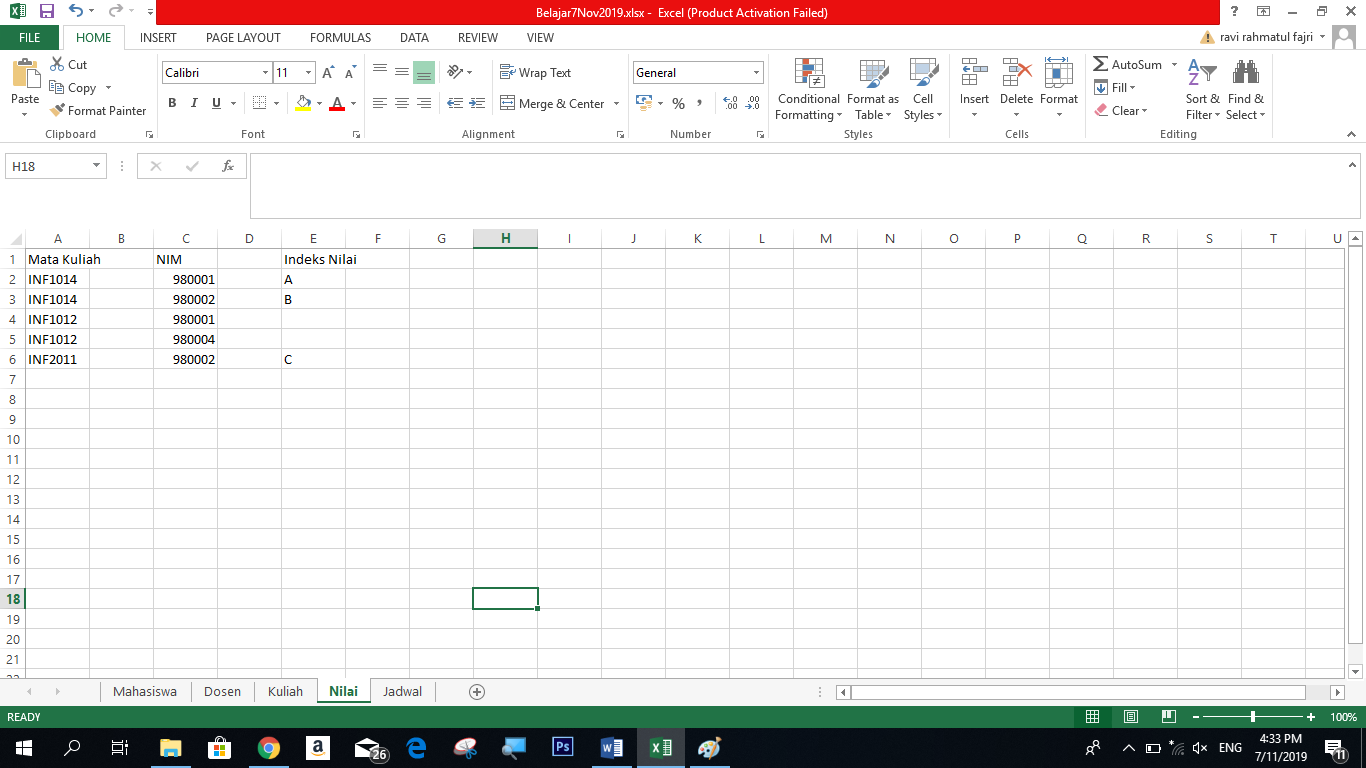 Belajar7Nov2019.xlsx - Excel (Product Activation Failed)
FILE HOME INSERT PAGE LAYOUT FORMULAS DATA REVIEW VIEW ravi rahmatul fajri
Paste
Cut
Copy
Format Painter
Clipboard
Calibri 11
B I U
Font
Wrap Text
Merge & Center
Alignment
General
Number
Conditional Formatting
Format as Table
Cell Styles
Styles
Insert Delete Format
Cells
AutoSum
Fill
Clear
Sort & Filter
Find & Select
Editing
H18
A B C D E F G H I J K L M N O P Q R S T U
1 Mata Kuliah NIM Indeks Nilai
2 INF1014 980001 A
3 INF1014 980002 B
4 INF1012 980001
5 INF1012 980004
6 INF2011 980002 C
7
8
9
10
11
12
13
14
15
16
17
18
19
20
21
Mahasiswa Dosen Kuliah Nilai Jadwal
READY 100%
26 ENG 4:33 PM
7/11/2019 11